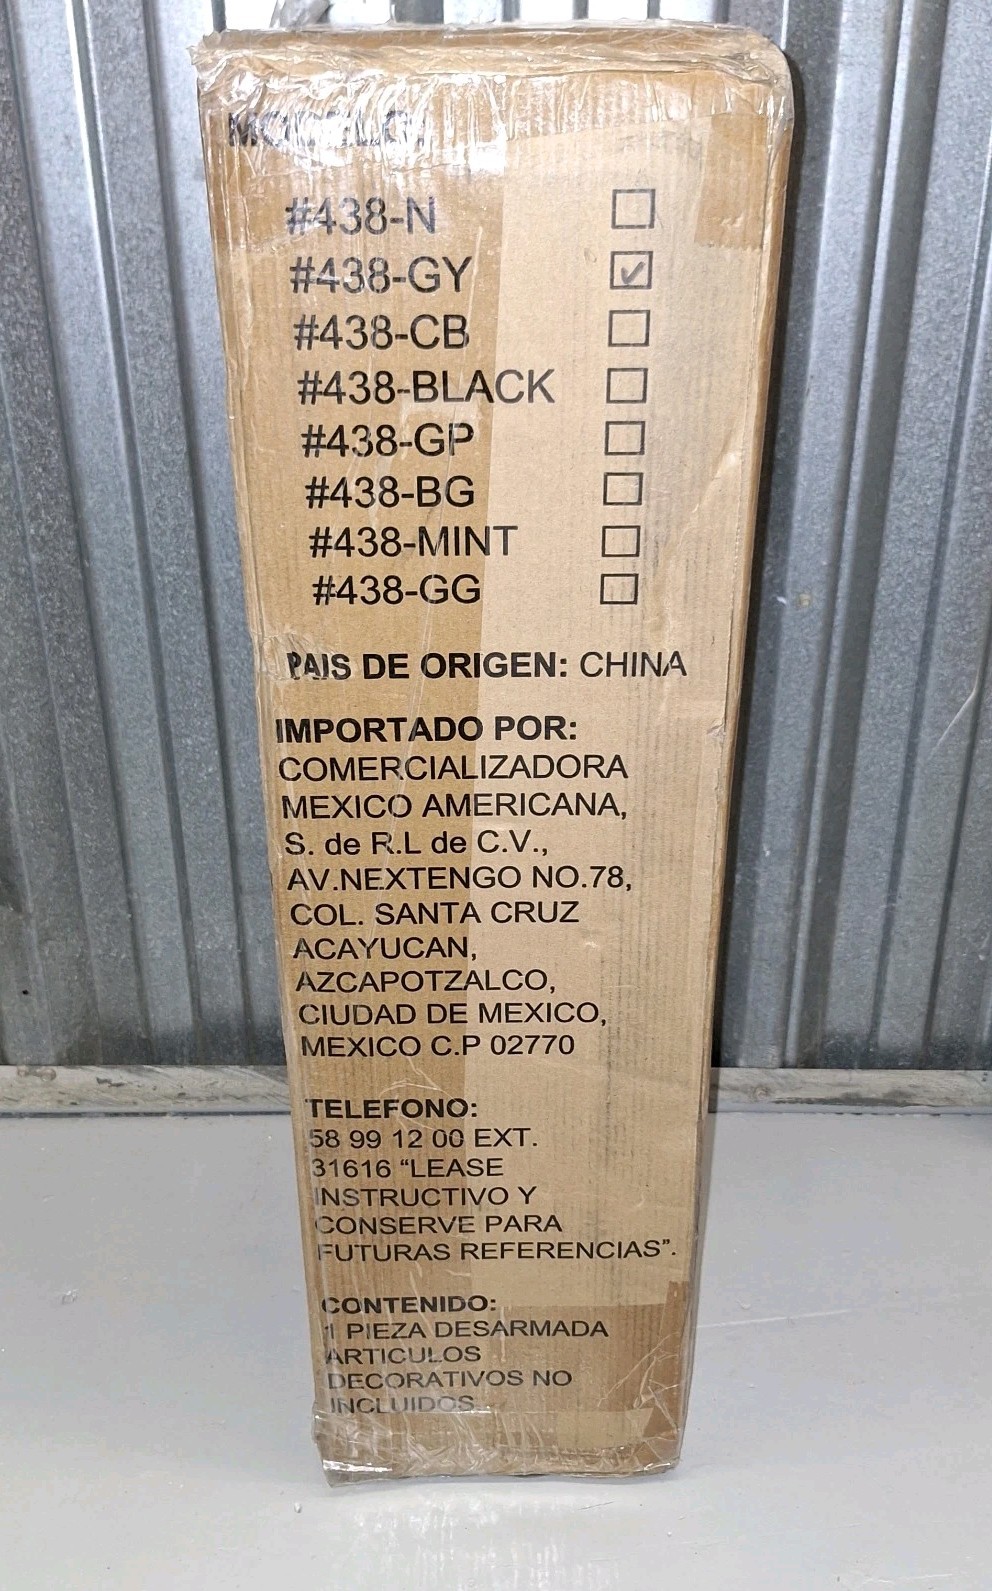 MODELO:
#438-N
#438-GY ✓
#438-CB
#438-BLACK
#438-GP
#438-BG
#438-MINT
#438-GG
PAIS DE ORIGEN: CHINA
IMPORTADO POR:
COMERCIALIZADORA
MEXICO AMERICANA,
S. de R.L de C.V.,
AV.NEXTENGO NO.78,
COL. SANTA CRUZ
ACAYUCAN,
AZCAPOTZALCO,
CIUDAD DE MEXICO,
MEXICO C.P 02770
TELEFONO:
58 99 12 00 EXT.
31616 “LEASE
INSTRUCTIVO Y
CONSERVE PARA
FUTURAS REFERENCIAS”.
CONTENIDO:
1 PIEZA DESARMADA
ARTICULOS
DECORATIVOS NO
INCLUIDOS